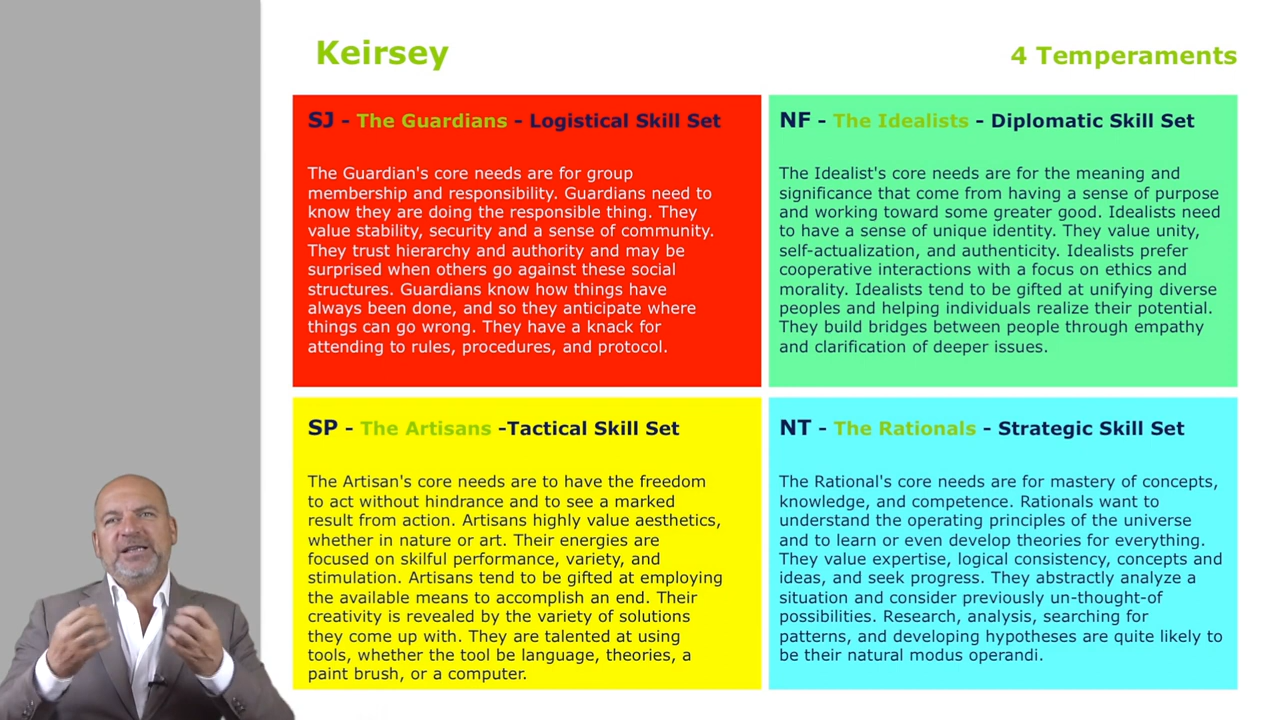 Keirsey
4 Temperaments
SJ - The Guardians - Logistical Skill Set
The Guardian's core needs are for group
membership and responsibility. Guardians need to
know they are doing the responsible thing. They
value stability, security and a sense of community.
They trust hierarchy and authority and may be
surprised when others go against these social
structures. Guardians know how things have
always been done, and so they anticipate where
things can go wrong. They have a knack for
attending to rules, procedures, and protocol.
NF - The Idealists - Diplomatic Skill Set
The Idealist's core needs are for the meaning and
significance that come from having a sense of purpose
and working toward some greater good. Idealists need
to have a sense of unique identity. They value unity,
self-actualization, and authenticity. Idealists prefer
cooperative interactions with a focus on ethics and
morality. Idealists tend to be gifted at unifying diverse
peoples and helping individuals realize their potential.
They build bridges between people through empathy
and clarification of deeper issues.
SP - The Artisans -Tactical Skill Set
The Artisan's core needs are to have the freedom
to act without hindrance and to see a marked
result from action. Artisans highly value aesthetics,
whether in nature or art. Their energies are
focused on skilful performance, variety, and
stimulation. Artisans tend to be gifted at employing
the available means to accomplish an end. Their
creativity is revealed by the variety of solutions
they come up with. They are talented at using
tools, whether the tool be language, theories, a
paint brush, or a computer.
NT - The Rationals - Strategic Skill Set
The Rational's core needs are for mastery of concepts,
knowledge, and competence. Rationals want to
understand the operating principles of the universe
and to learn or even develop theories for everything.
They value expertise, logical consistency, concepts and
ideas, and seek progress. They abstractly analyze a
situation and consider previously un-thought-of
possibilities. Research, analysis, searching for
patterns, and developing hypotheses are quite likely to
be their natural modus operandi.